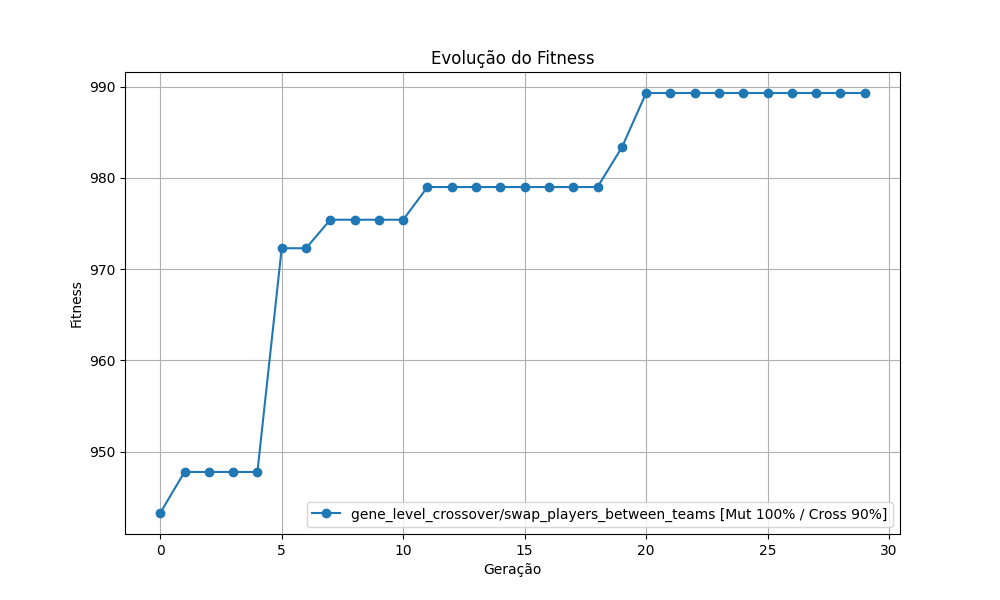 Evolução do Fitness
Fitness
990
980
970
960
950
gene_level_crossover/swap_players_between_teams [Mut 100% / Cross 90%]
0 5 10 15 20 25 30
Geração